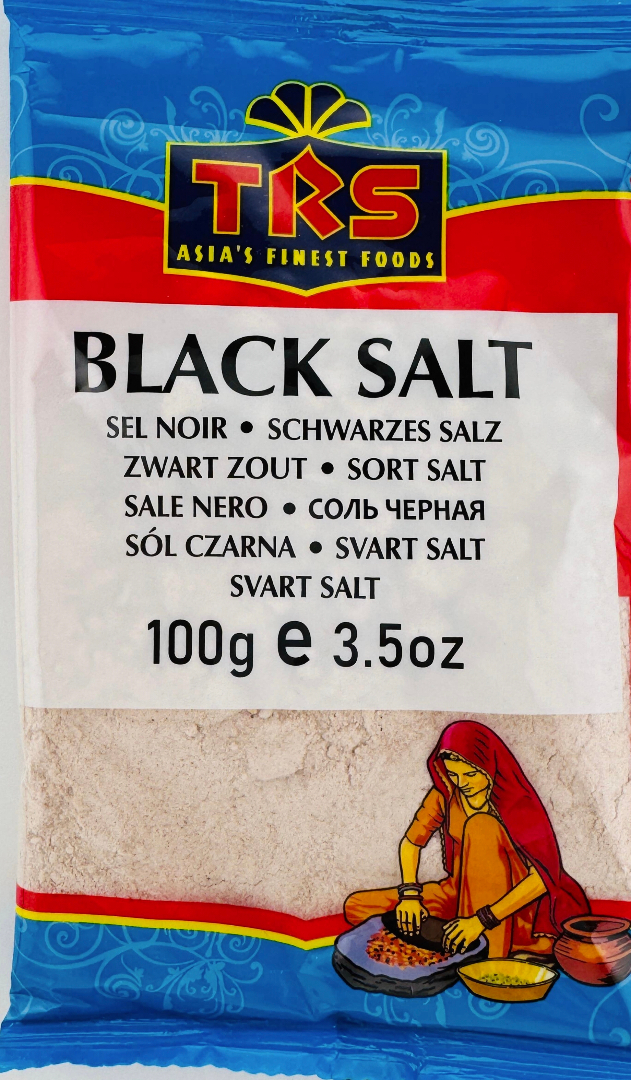 TRS
ASIA'S FINEST FOODS
BLACK SALT
SEL NOIR • SCHWARZES SALZ
ZWART ZOUT • SORT SALT
SALE NERO • СОЛЬ ЧЕРНАЯ
SÓL CZARNA • SVART SALT
SVART SALT
100g e 3.5oz